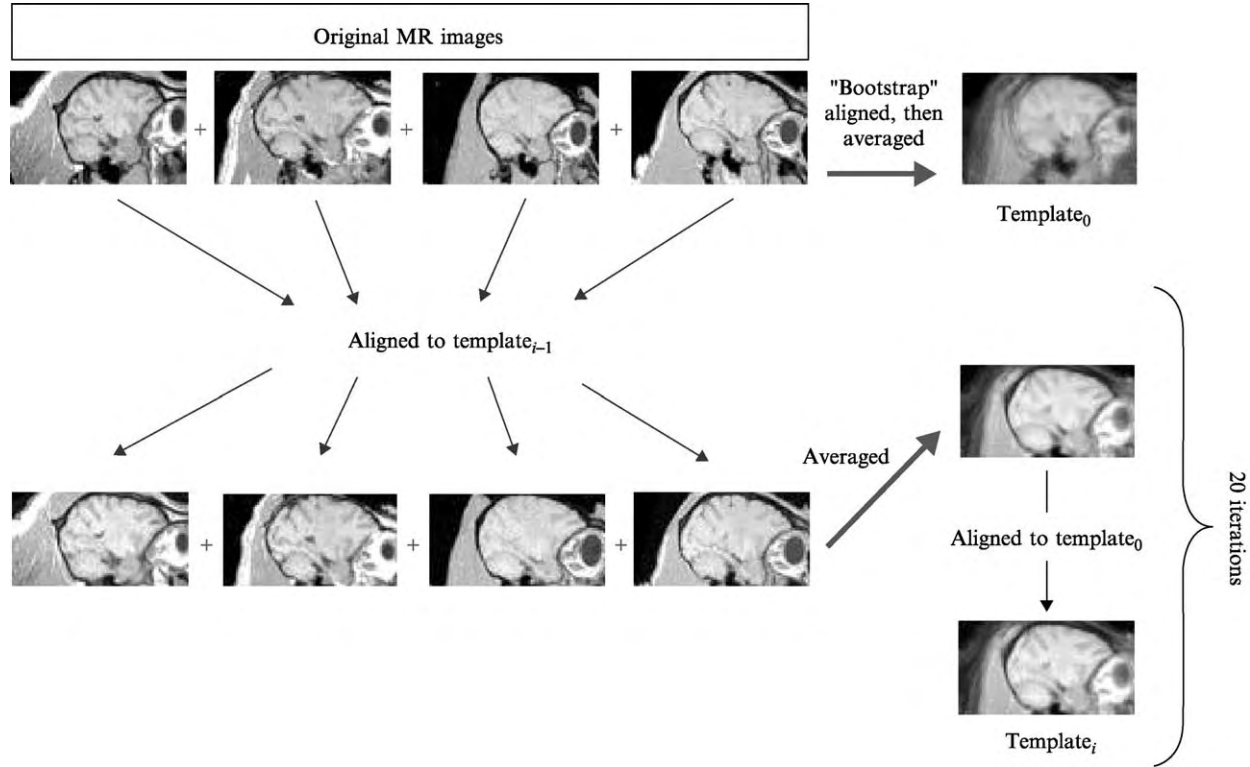 Original MR images
"Bootstrap"
aligned, then
averaged
+ + +
Template₀
Aligned to templateᵢ₋₁
Averaged
+ + +
Aligned to template₀
Templateᵢ
20 iterations